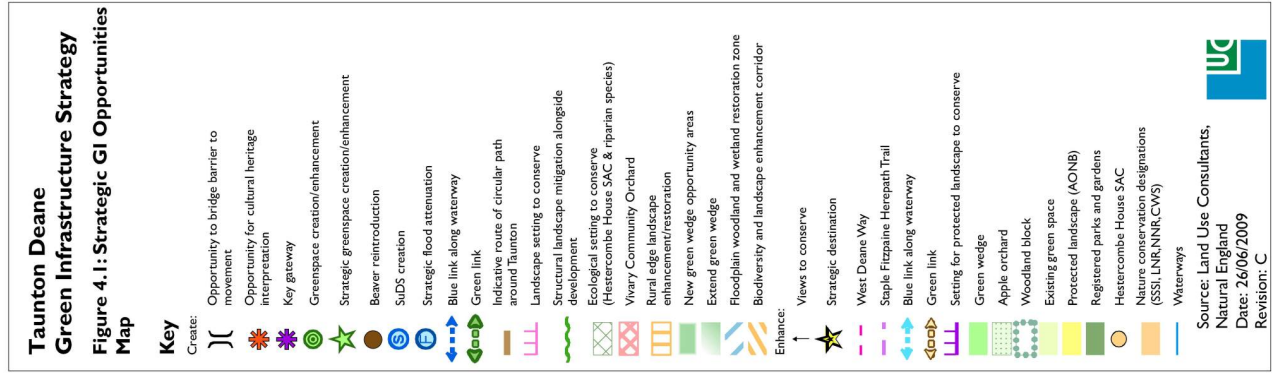 Taunton Deane
Green Infrastructure Strategy
Figure 4.1: Strategic GI Opportunities
Map
Key
Create:
Opportunity to bridge barrier to
movement
Opportunity for cultural heritage
interpretation
Key gateway
Greenspace creation/enhancement
Strategic greenspace creation/enhancement
Beaver reintroduction
S
SuDS creation
F
Strategic flood attenuation
Blue link along waterway
Green link
Indicative route of circular path
around Taunton
Landscape setting to conserve
Structural landscape mitigation alongside
development
Ecological setting to conserve
(Hestercombe House SAC & riparian species)
Vivary Community Orchard
Rural edge landscape
enhancement/restoration
New green wedge opportunity areas
Extend green wedge
Floodplain woodland and wetland restoration zone
Biodiversity and landscape enhancement corridor
Enhance:
Views to conserve
Strategic destination
West Deane Way
Staple Fitzpaine Herepath Trail
Blue link along waterway
Green link
Setting for protected landscape to conserve
Green wedge
Apple orchard
Woodland block
Existing green space
Protected landscape (AONB)
Registered parks and gardens
Hestercombe House SAC
Nature conservation designations
(SSSI, LNR,NNR,CWS)
Waterways
Source: Land Use Consultants,
Natural England
Date: 26/06/2009
Revision: C